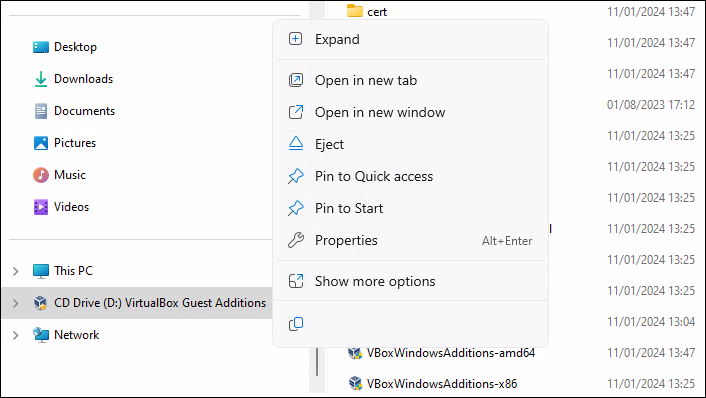 cert 11/01/2024 13:47
Expand
Desktop 11/01/2024 13:47
Downloads Open in new tab 11/01/2024 13:47
Documents Open in new window 01/08/2023 17:12
Pictures Eject 11/01/2024 13:25
Music Pin to Quick access 11/01/2024 13:25
Videos Pin to Start 11/01/2024 13:25
Properties Alt+Enter 11/01/2024 13:25
This PC Show more options 11/01/2024 13:25
CD Drive (D:) VirtualBox Guest Additions 11/01/2024 13:25
Network 11/01/2024 13:04
VBoxWindowsAdditions-amd64 11/01/2024 13:47
VBoxWindowsAdditions-x86 11/01/2024 13:25